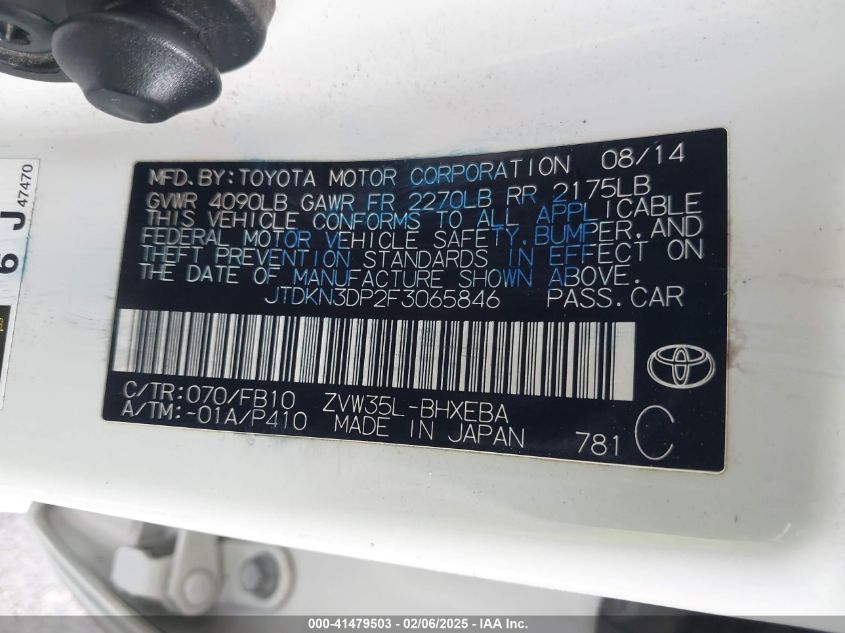 MFD.BY:TOYOTA MOTOR CORPORATION 08/14
GVWR 4090LB GAWR FR 2270LB RR 2175LB
THIS VEHICLE CONFORMS TO ALL APPLICABLE
FEDERAL MOTOR VEHICLE SAFETY,BUMPER,AND
THEFT PREVENTION STANDARDS IN EFFECT ON
THE DATE OF MANUFACTURE SHOWN ABOVE.
JTDKN3DP2F3065846 PASS.CAR
C/TR:070/FB10 ZVW35L-BHXEBA
A/TM:-01A/P410 MADE IN JAPAN 781 C
6 J 47470
000-41479503 — 02/06/2025 — IAA Inc.